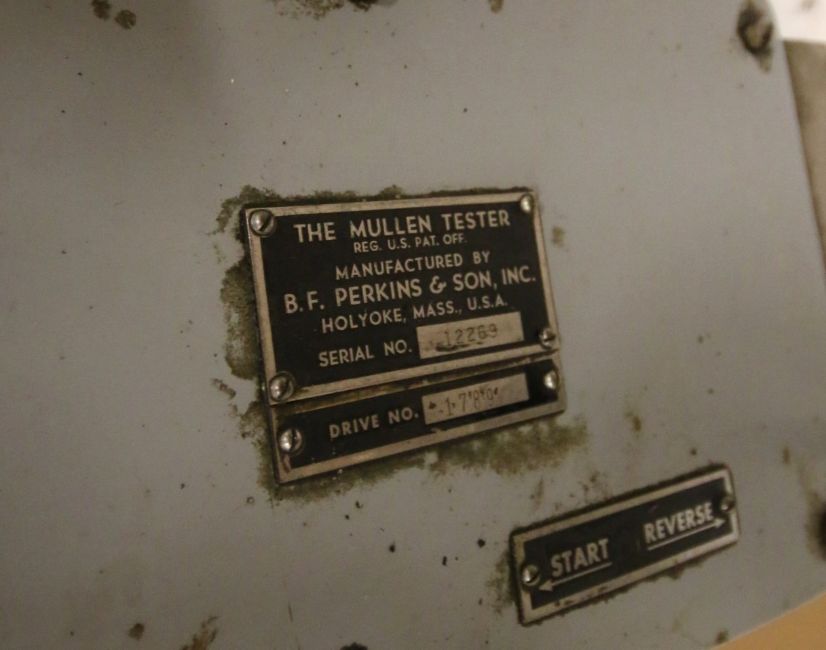 THE MULLEN TESTER
REG. U.S. PAT. OFF.
MANUFACTURED BY
B.F. PERKINS & SON, INC.
HOLYOKE, MASS., U.S.A.
SERIAL NO. 12269
DRIVE NO.
START REVERSE